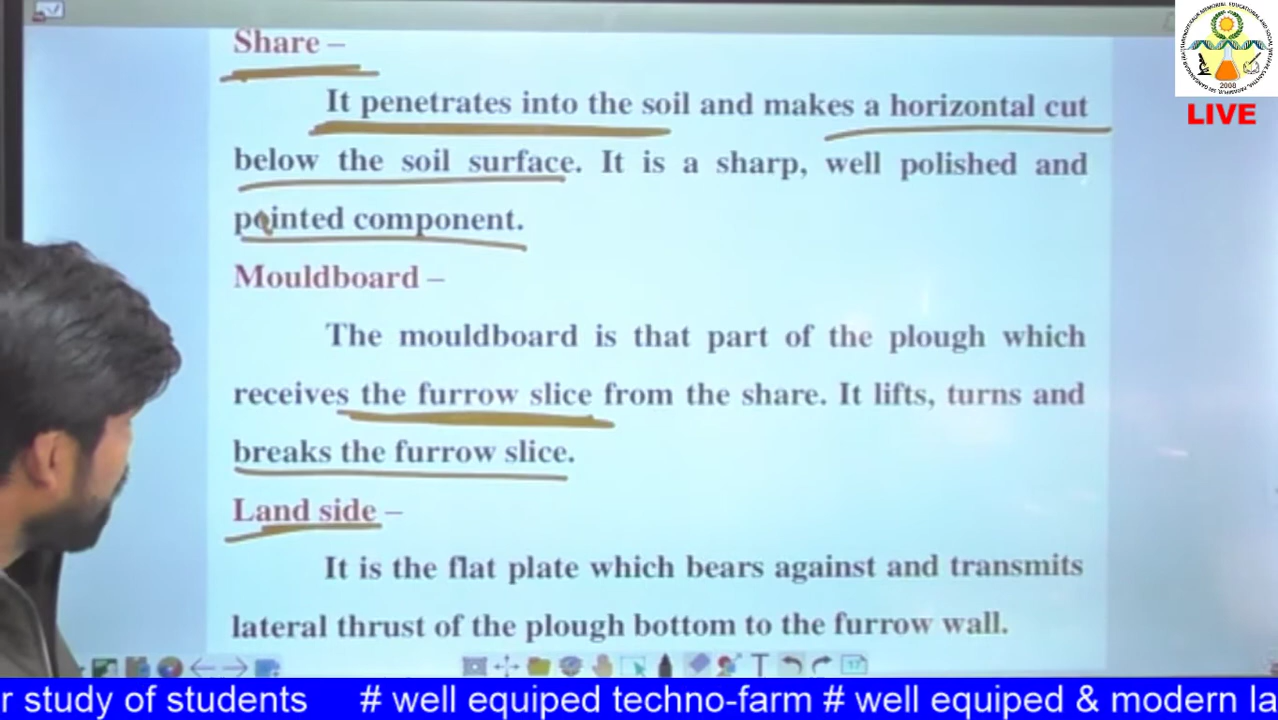 Share –
It penetrates into the soil and makes a horizontal cut
below the soil surface. It is a sharp, well polished and
pointed component.
Mouldboard –
The mouldboard is that part of the plough which
receives the furrow slice from the share. It lifts, turns and
breaks the furrow slice.
Land side –
It is the flat plate which bears against and transmits
lateral thrust of the plough bottom to the furrow wall.
2008
LIVE
T
17
r study of students # well equiped techno-farm # well equiped & modern la